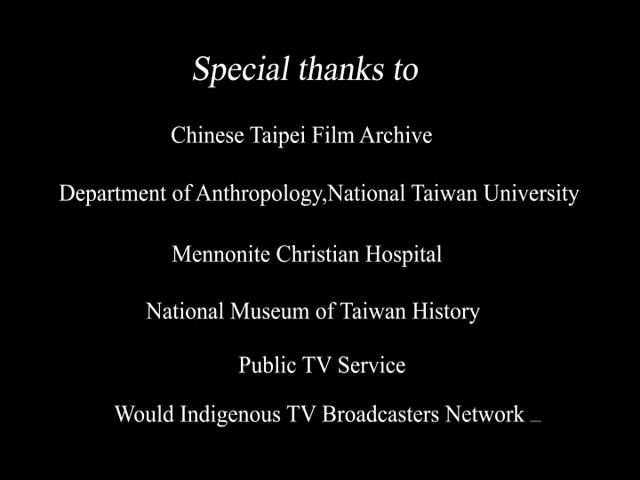 Special thanks to
Chinese Taipei Film Archive
Department of Anthropology,National Taiwan University
Mennonite Christian Hospital
National Museum of Taiwan History
Public TV Service
Would Indigenous TV Broadcasters Network